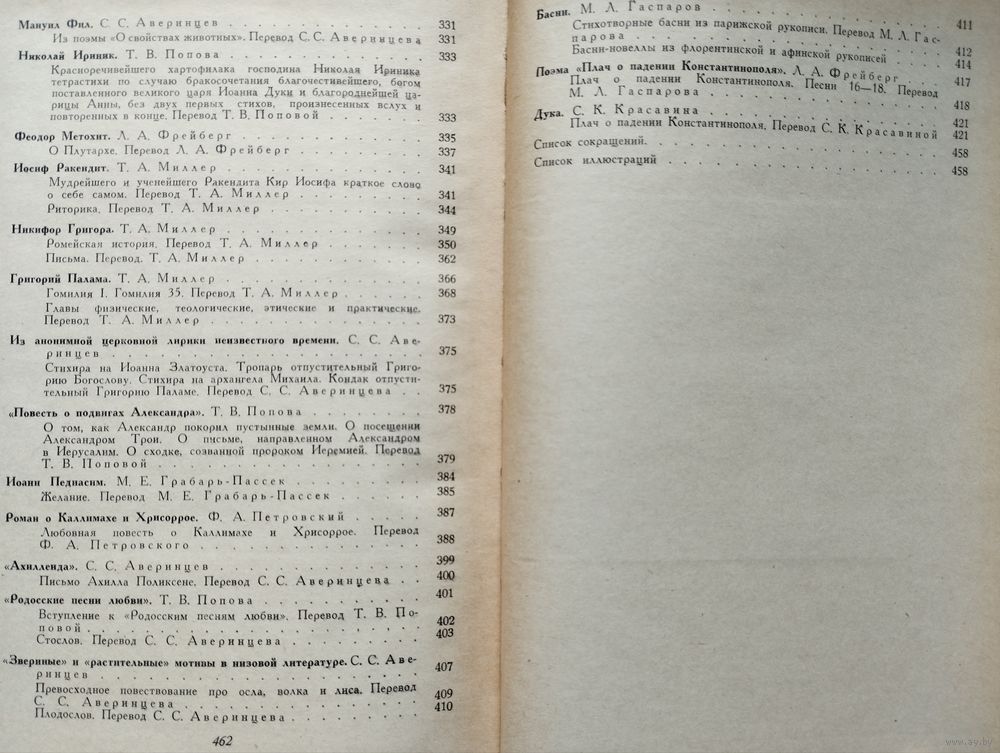 Мануил Фил. С. С. Аверинцев . . . . . . . . . . . . 331
Из поэмы «О свойствах животных». Перевод С. С. Аверинцева 331
Николай Ириник. Т. В. Попова . . . . . . . . . . . . 333
Красноречивейшего хартофилака господина Николая Ириника
тетрастихи по случаю бракосочетания благочестивейшего, богом
поставленного великого царя Иоанна Дуки и благороднейшей ца-
рицы Анны, без двух первых стихов, произнесенных вслух и
повторенных в конце. Перевод Т. В. Поповой . . . . . . . 333
Феодор Метохит. Л. А. Фрейберг . . . . . . . . . . . 335
О Плутархе. Перевод Л. А. Фрейберг . . . . . . . . . 337
Иосиф Ракендит. Т. А. Миллер . . . . . . . . . . . . 341
Мудрейшего и ученейшего Ракендита Кир Иосифа краткое слово
о себе самом. Перевод Т. А. Миллер . . . . . . . . . 341
Риторика. Перевод Т. А. Миллер . . . . . . . . . . . 344
Никифор Григора. Т. А. Миллер . . . . . . . . . . . 349
Ромейская история. Перевод Т. А. Миллер . . . . . . . 350
Письма. Перевод. Т. А. Миллер . . . . . . . . . . . 362
Григорий Палама. Т. А. Миллер . . . . . . . . . . . 366
Гомилия I. Гомилия 35. Перевод Т. А. Миллер . . . . . . 368
Главы физические, теологические, этические и практические.
Перевод Т. А. Миллер . . . . . . . . . . . . . . 373
Из анонимной церковной лирики неизвестного времени. С. С. Аве-
ринцев . . . . . . . . . . . . . . . . . . . 375
Стихира на Иоанна Златоуста. Тропарь отпустительный Григо-
рию Богослову. Стихира на архангела Михаила. Кондак отпусти-
тельный Григорию Паламе. Перевод С. С. Аверинцева . . 375
«Повесть о подвигах Александра». Т. В. Попова . . . . . . . 378
О том, как Александр покорил пустынные земли. О посещении
Александром Трои. О письме, направленном Александром
в Иерусалим. О сходке, созванной пророком Иеремией. Перевод
Т. В. Поповой . . . . . . . . . . . . . . . . . 379
Иоанн Педиасим. М. Е. Грабарь-Пассек . . . . . . . . 384
Желание. Перевод М. Е. Грабарь-Пассек . . . . . . 385
Роман о Каллимахе и Хрисоррое. Ф. А. Петровский . . . . . 387
Любовная повесть о Каллимахе и Хрисоррое. Перевод
Ф. А. Петровского . . . . . . . . . . . . . . . 388
«Ахиллеида». С. С. Аверинцев . . . . . . . . . . . . 399
Письмо Ахилла Поликсене. Перевод С. С. Аверинцева . . 400
«Родосские песни любви». Т. В. Попова . . . . . . . . . 401
Вступление к «Родосским песням любви». Перевод Т. В. По-
повой . . . . . . . . . . . . . . . . . . . 402
Стослов. Перевод С. С. Аверинцева . . . . . . . . . 403
«Звериные» и «растительные» мотивы в низовой литературе. С. С. Аве-
ринцев . . . . . . . . . . . . . . . . . . . 407
Превосходное повествование про осла, волка и лиса. Перевод
С. С. Аверинцева . . . . . . . . . . . . . . . 409
Плодослов. Перевод С. С. Аверинцева . . . . . . . . 410
462
Басни. М. Л. Гаспаров . . . . . . . . . . . . . . . 411
Стихотворные басни из парижской рукописи. Перевод М. Л. Гас-
парова . . . . . . . . . . . . . . . . . . . 412
Басни-новеллы из флорентинской и афинской рукописей . . . . 414
Поэма «Плач о падении Константинополя». Л. А. Фрейберг 417
Плач о падении Константинополя. Песни 16—18. Перевод
М. Л. Гаспарова . . . . . . . . . . . . . . . . 418
Дука. С. К. Красавина . . . . . . . . . . . . . . . 421
Плач о падении Константинополя. Перевод С. К. Красавиной 421
Список сокращений. . . . . . . . . . . . . . . . . 458
Список иллюстраций . . . . . . . . . . . . . . . . 458
www.ay.by